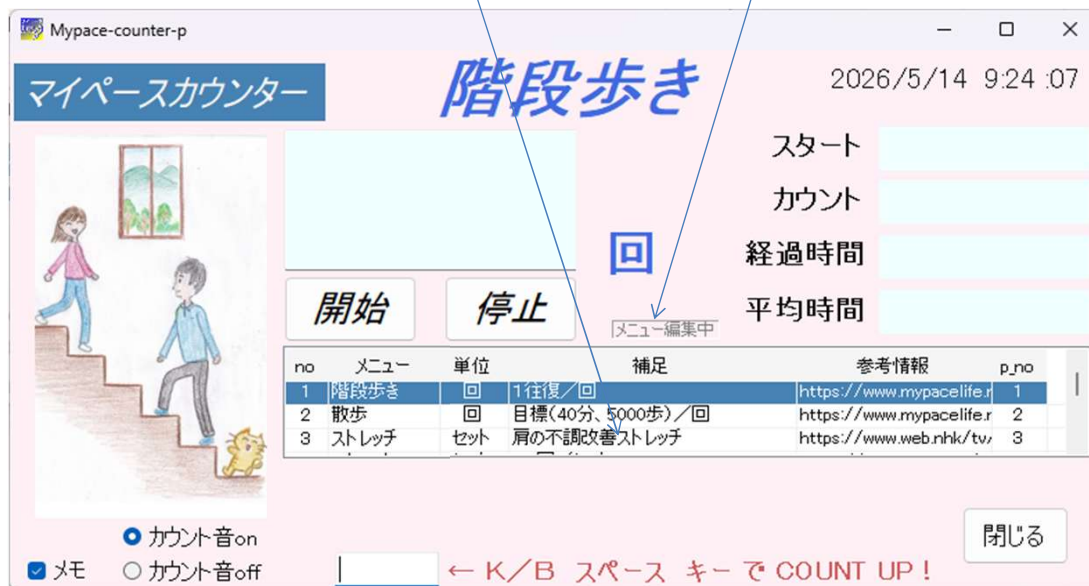 Mypace-counter-p
マイペースカウンター
階段歩き
2026/5/14 9:24 :07
スタート
カウント
回
経過時間
平均時間
開始
停止
メニュー編集中
no メニュー 単位 補足 参考情報 p_no
1 階段歩き 回 1往復/回 https://www.mypacelife.r 1
2 散歩 回 目標(40分、5000歩)/回 https://www.mypacelife.r 2
3 ストレッチ セット 肩の不調改善ストレッチ https://www.web.nhk/tv/ 3
カウント音on
閉じる
メモ
カウント音off
← K/B スペース キー で COUNT UP!